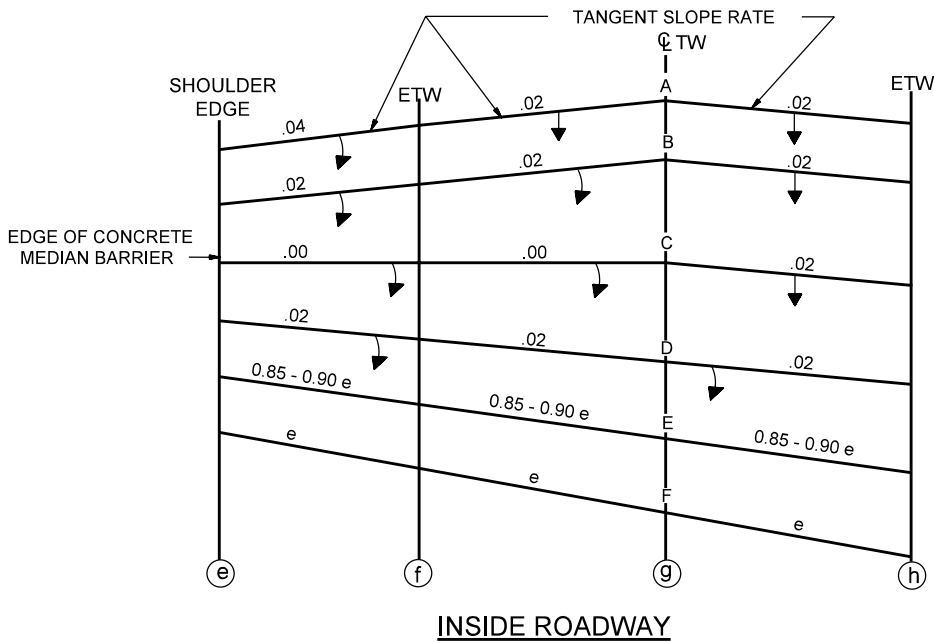 TANGENT SLOPE RATE
℄ TW
SHOULDER
EDGE
ETW
ETW
A
.04
.02
.02
B
.02
.02
.02
EDGE OF CONCRETE
MEDIAN BARRIER
C
.00
.00
.02
D
.02
.02
.02
0.85 - 0.90 e
0.85 - 0.90 e
E
0.85 - 0.90 e
e
e
F
e
e
f
g
h
INSIDE ROADWAY